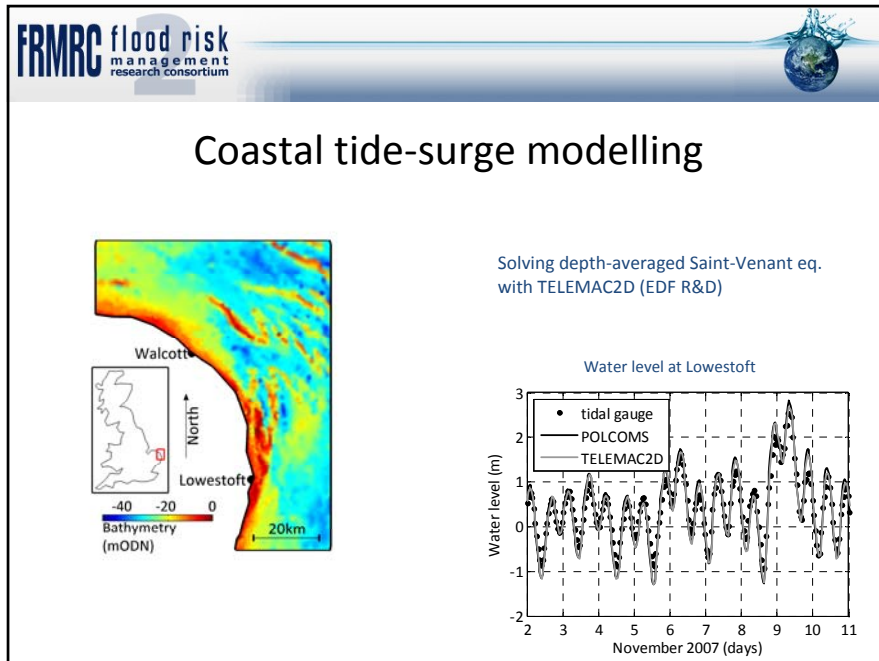 FRMRC flood risk
management
research consortium
2
Coastal tide-surge modelling
Walcott
North
Lowestoft
-40 -20 0
Bathymetry
(mODN)
20km
Solving depth-averaged Saint-Venant eq.
with TELEMAC2D (EDF R&D)
Water level at Lowestoft
tidal gauge
POLCOMS
TELEMAC2D
Water level (m)
3
2
1
0
-1
-2
2 3 4 5 6 7 8 9 10 11
November 2007 (days)